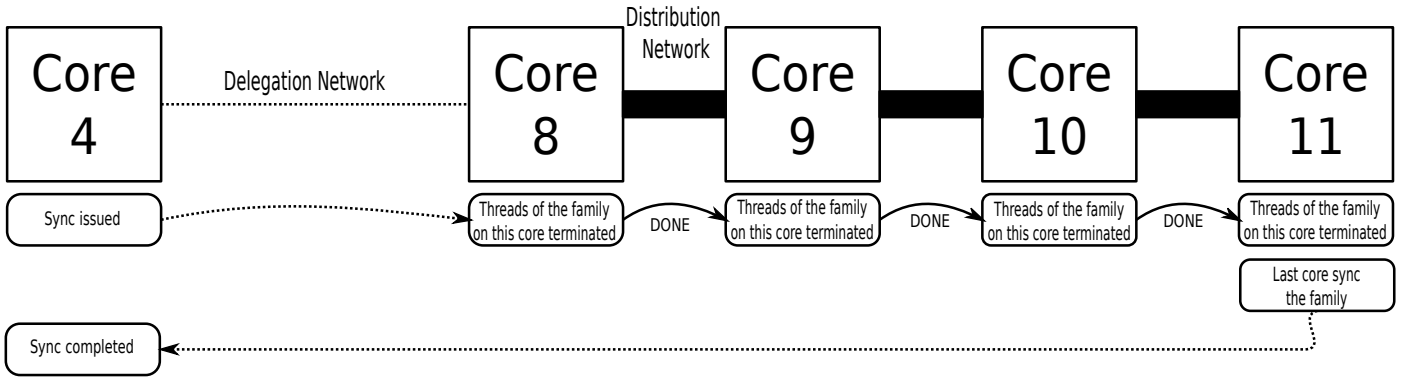 Distribution
Network
Core
4
Delegation Network
Core
8
Core
9
Core
10
Core
11
Sync issued
Threads of the family
on this core terminated
DONE
Threads of the family
on this core terminated
DONE
Threads of the family
on this core terminated
DONE
Threads of the family
on this core terminated
Last core sync
the family
Sync completed